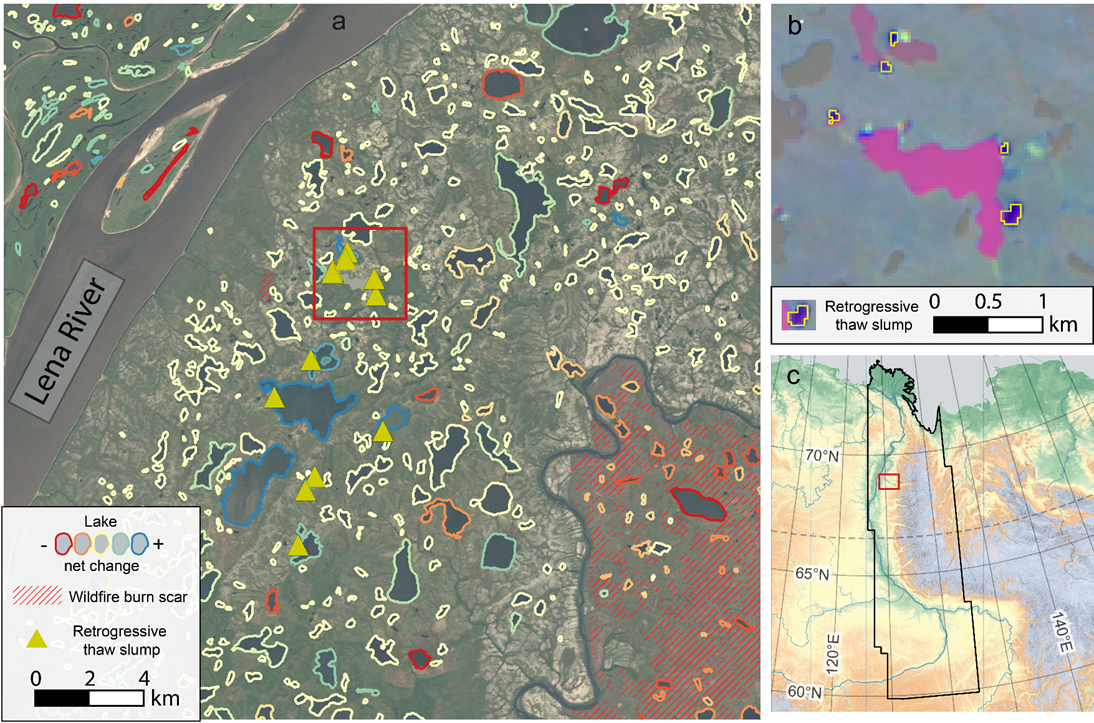 a
Lena River
Lake
- +
net change
Wildfire burn scar
Retrogressive
thaw slump
0 2 4
km
b
Retrogressive
thaw slump
0 0.5 1
km
c
70°N
65°N
60°N
120°E
140°E